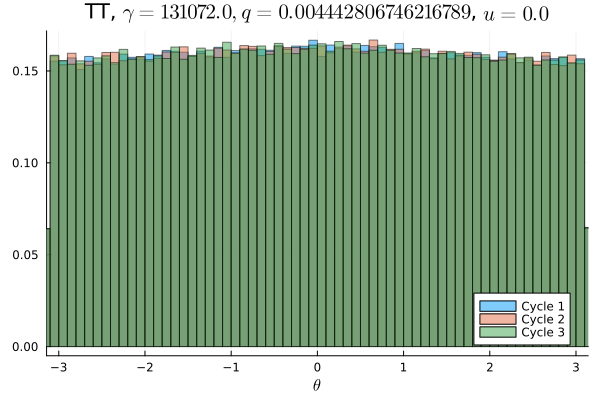 TT, γ = 131072.0, q = 0.004442806746216789, u = 0.0
0.15
0.10
0.05
0.00
Cycle 1
Cycle 2
Cycle 3
−3 −2 −1 0 1 2 3
θ